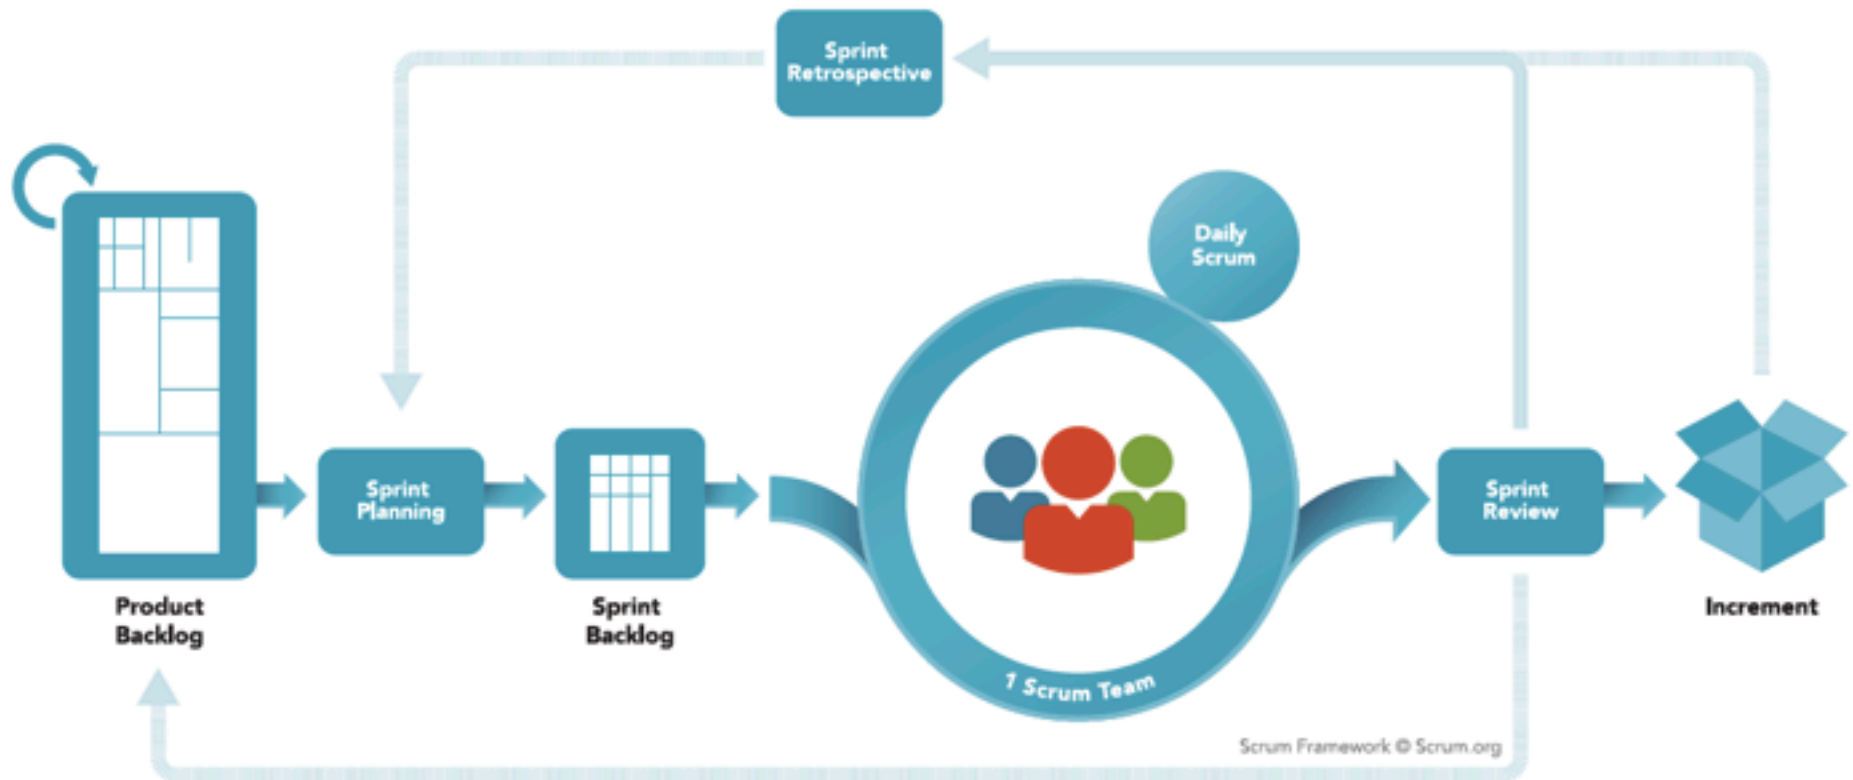 Sprint
Retrospective
Daily
Scrum
Sprint
Planning
Sprint
Review
Product
Backlog
Sprint
Backlog
1 Scrum Team
Increment
Scrum Framework © Scrum.org